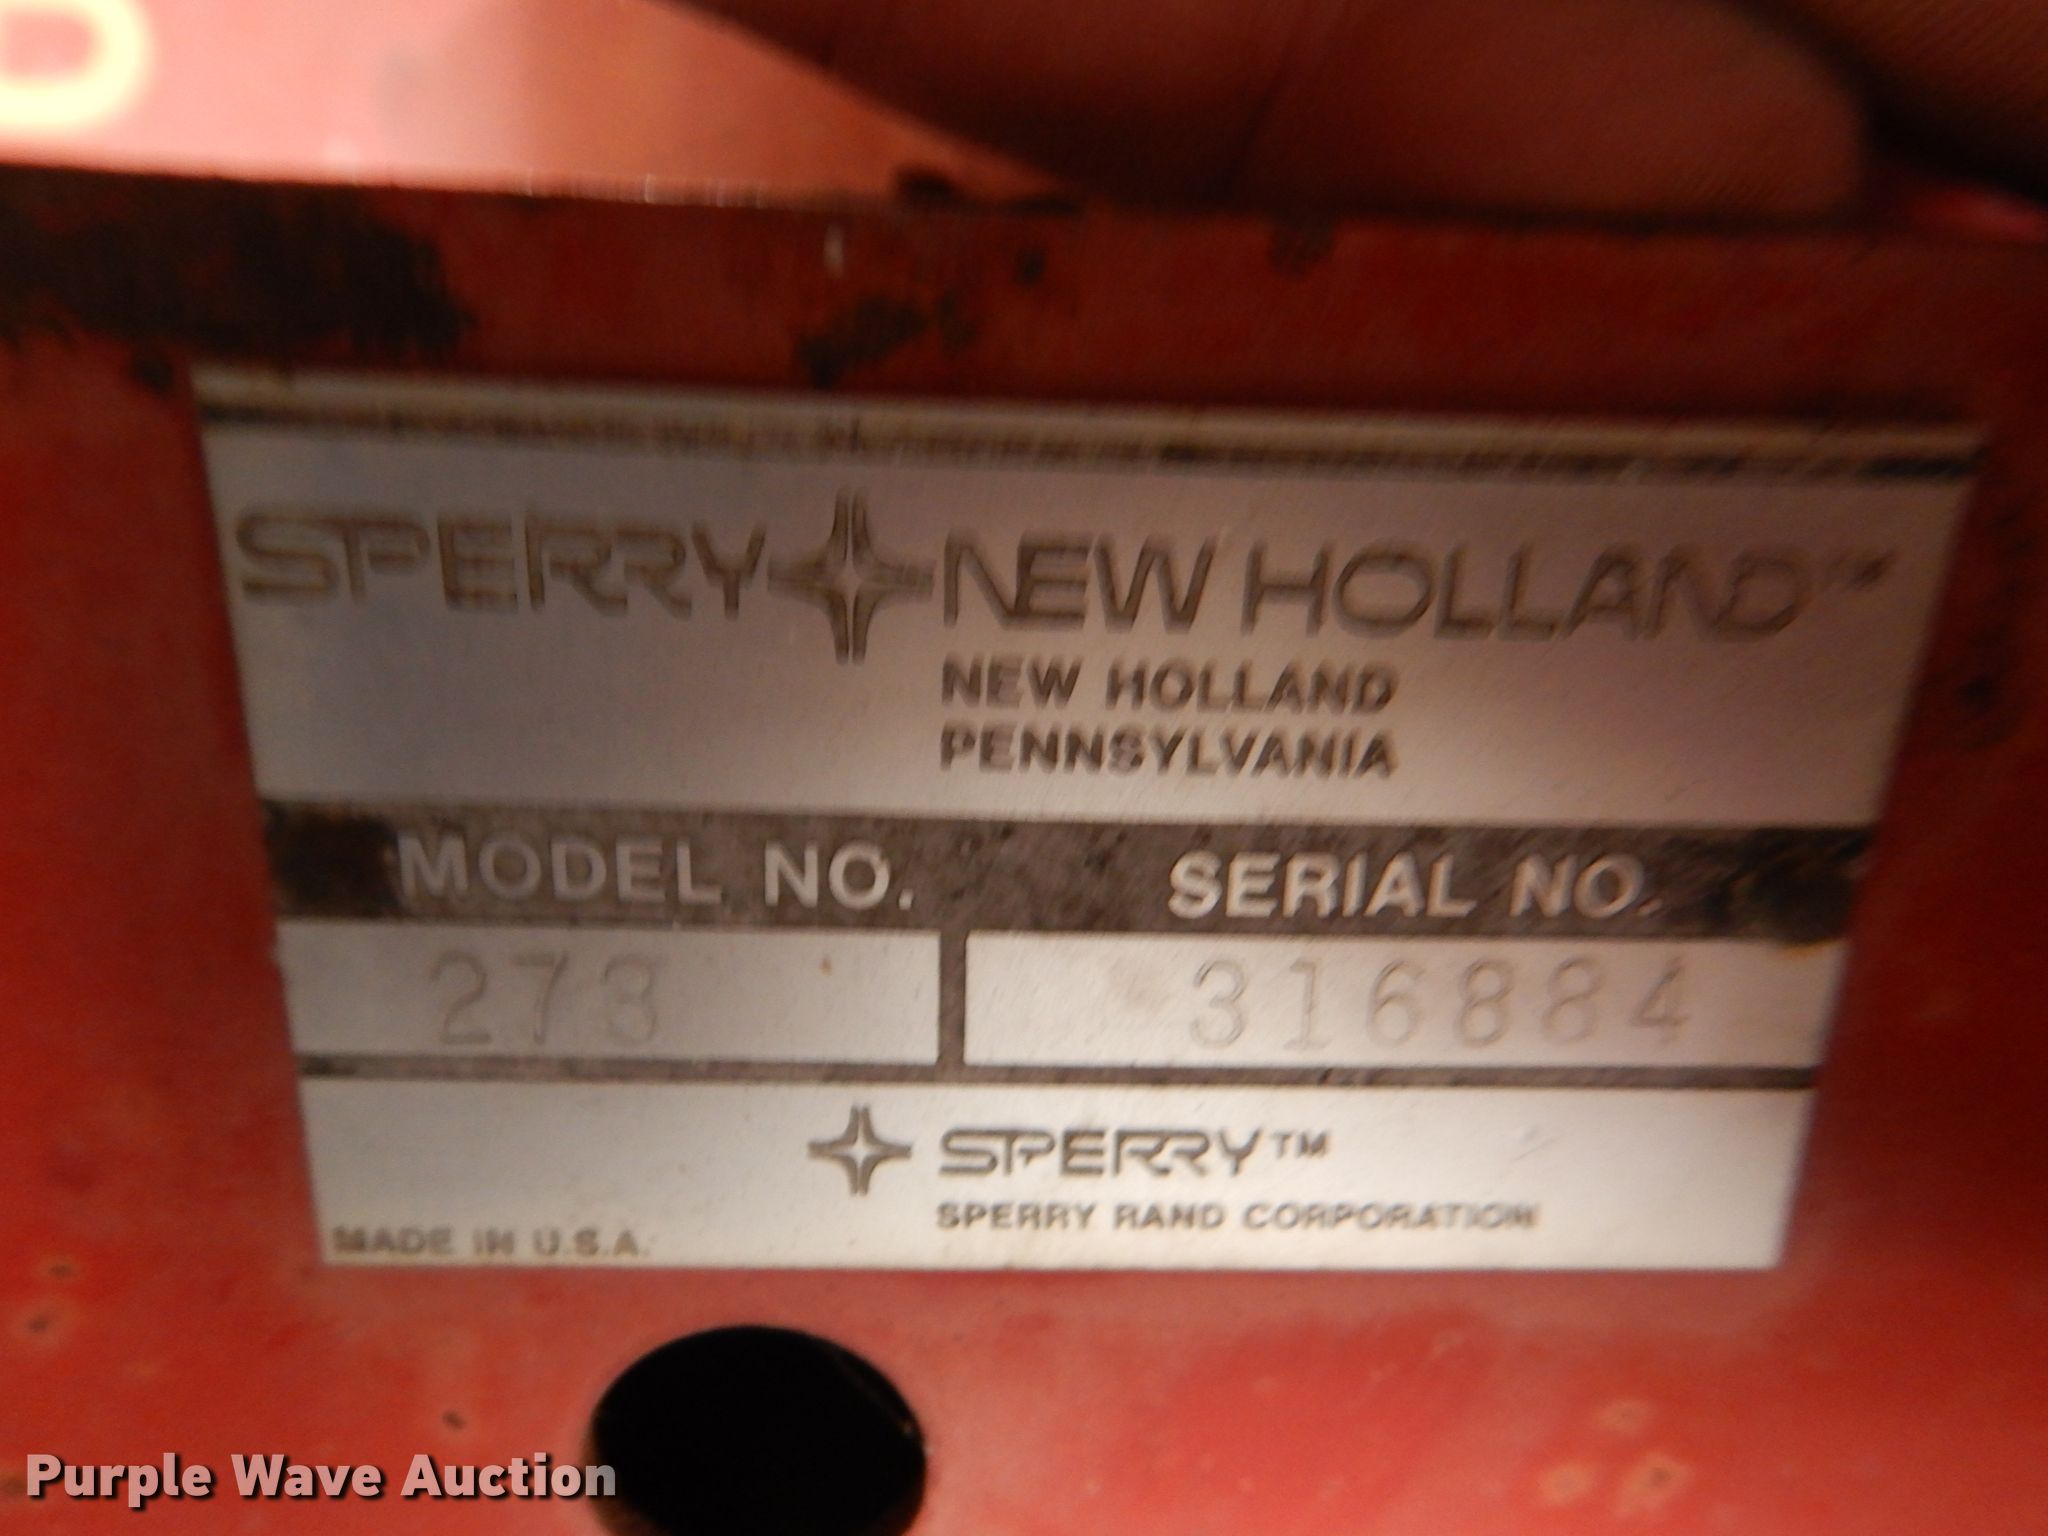 SPERRY NEW HOLLAND™
NEW HOLLAND
PENNSYLVANIA
MODEL NO. SERIAL NO.
273 316884
SPERRY™
SPERRY RAND CORPORATION
MADE IN U.S.A.
Purple Wave Auction